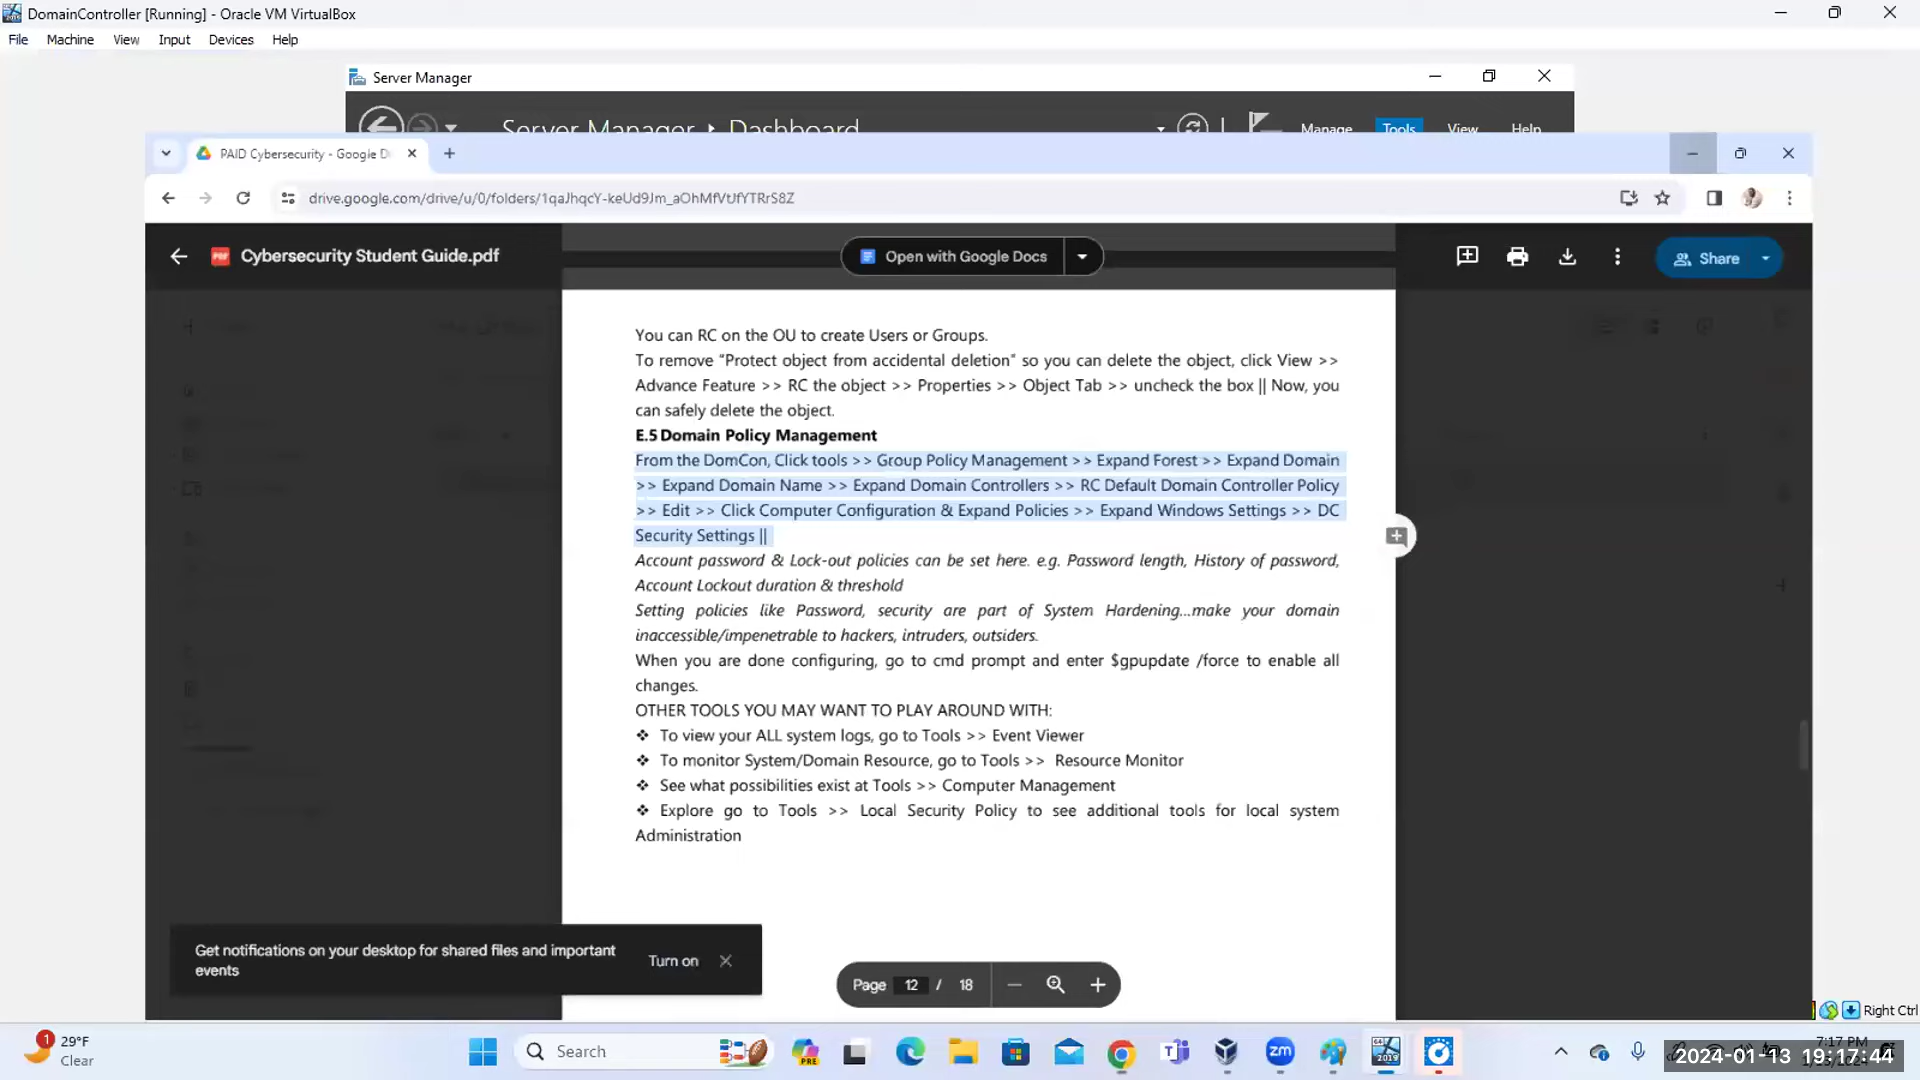 DomainController [Running] - Oracle VM VirtualBox
File Machine View Input Devices Help
Server Manager
Server Manager Dashboard Manage Tools View Help
PAID Cybersecurity - Google D
drive.google.com/drive/u/0/folders/1qaJhqcY-keUd9Jm_aOhMfVtJfYTRrS8Z
PDF Cybersecurity Student Guide.pdf
Open with Google Docs
Share
You can RC on the OU to create Users or Groups.
To remove “Protect object from accidental deletion” so you can delete the object, click View >>
Advance Feature >> RC the object >> Properties >> Object Tab >> uncheck the box || Now, you
can safely delete the object.
E.5 Domain Policy Management
From the DomCon, Click tools >> Group Policy Management >> Expand Forest >> Expand Domain
>> Expand Domain Name >> Expand Domain Controllers >> RC Default Domain Controller Policy
>> Edit >> Click Computer Configuration & Expand Policies >> Expand Windows Settings >> DC
Security Settings ||
Account password & Lock-out policies can be set here. e.g. Password length, History of password,
Account Lockout duration & threshold
Setting policies like Password, security are part of System Hardening...make your domain
inaccessible/impenetrable to hackers, intruders, outsiders.
When you are done configuring, go to cmd prompt and enter $gpupdate /force to enable all
changes.
OTHER TOOLS YOU MAY WANT TO PLAY AROUND WITH:
❖ To view your ALL system logs, go to Tools >> Event Viewer
❖ To monitor System/Domain Resource, go to Tools >> Resource Monitor
❖ See what possibilities exist at Tools >> Computer Management
❖ Explore go to Tools >> Local Security Policy to see additional tools for local system
Administration
Get notifications on your desktop for shared files and important
events
Turn on
Page 12 / 18
Right Ctrl
1
29°F
Clear
Search
PRE
zm
2019
7:17 PM
2024-01-13 19:17:44